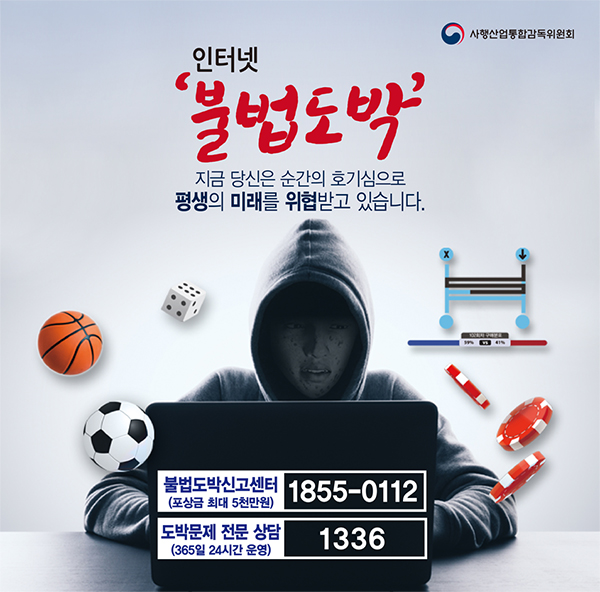 사행산업통합감독위원회
인터넷
‘불법도박’
지금 당신은 순간의 호기심으로
평생의 미래를 위협받고 있습니다.
X
59% VS 41%
불법도박신고센터 1855-0112
(포상금 최대 5천만원)
도박문제 전문 상담 1336
(365일 24시간 운영)